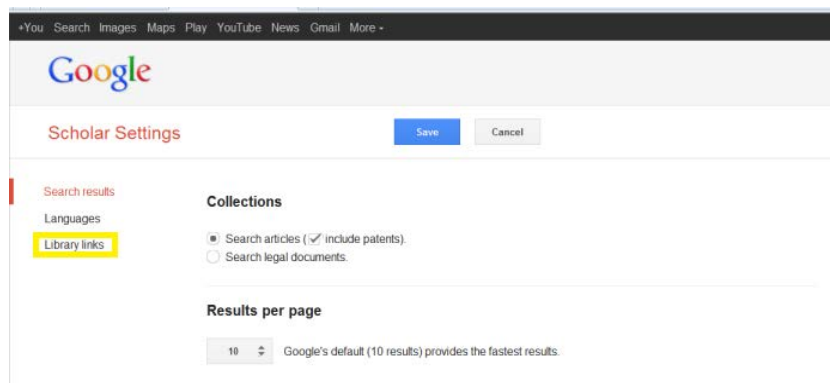 +You Search Images Maps Play YouTube News Gmail More
Google
Scholar Settings
Save Cancel
Search results
Languages
Library links
Collections
Search articles (include patents).
Search legal documents.
Results per page
10 Google's default (10 results) provides the fastest results.